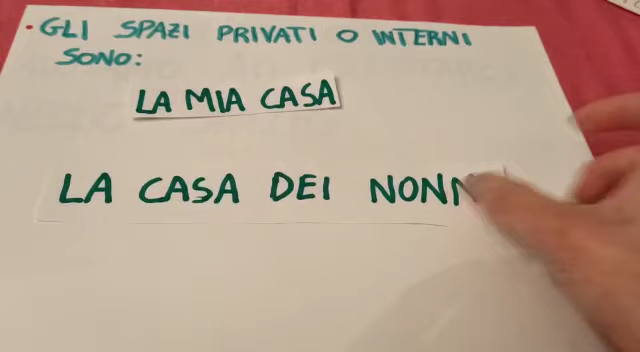 • GLI SPAZI PRIVATI O INTERNI
SONO:
LA MIA CASA
LA CASA DEI